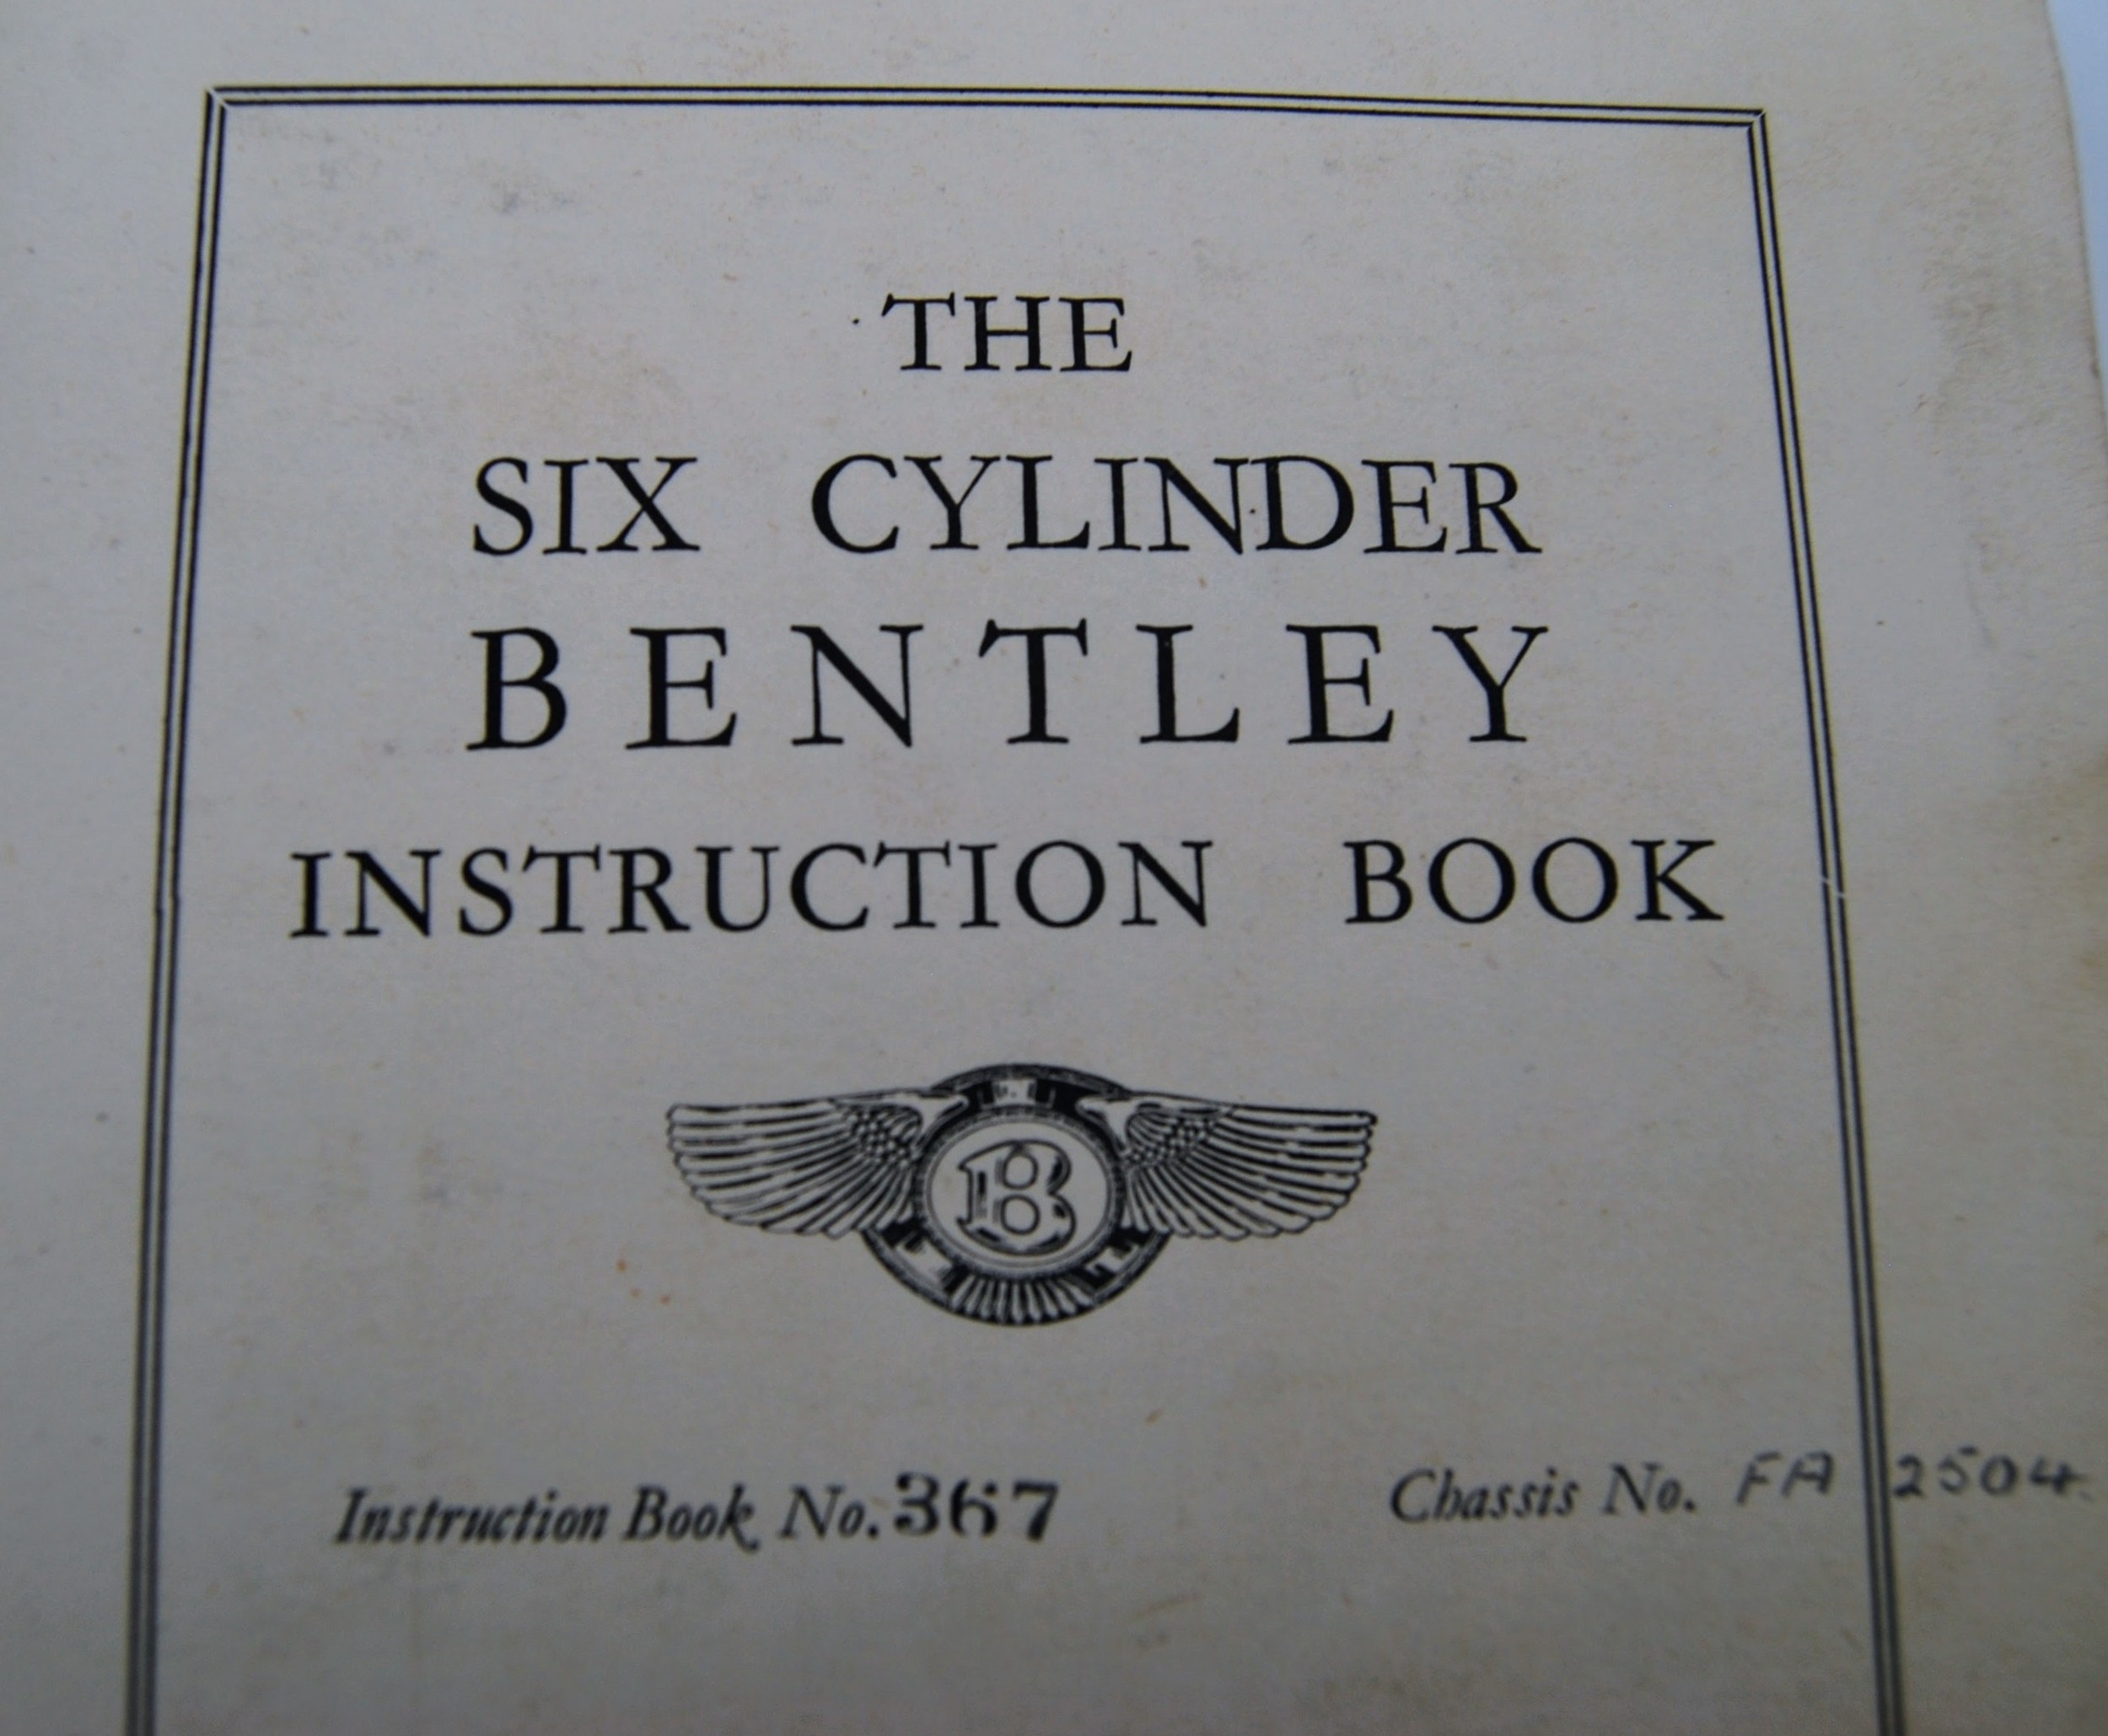 THE
SIX CYLINDER
BENTLEY
INSTRUCTION BOOK
B
Instruction Book No. 367 Chassis No. FA 2504.